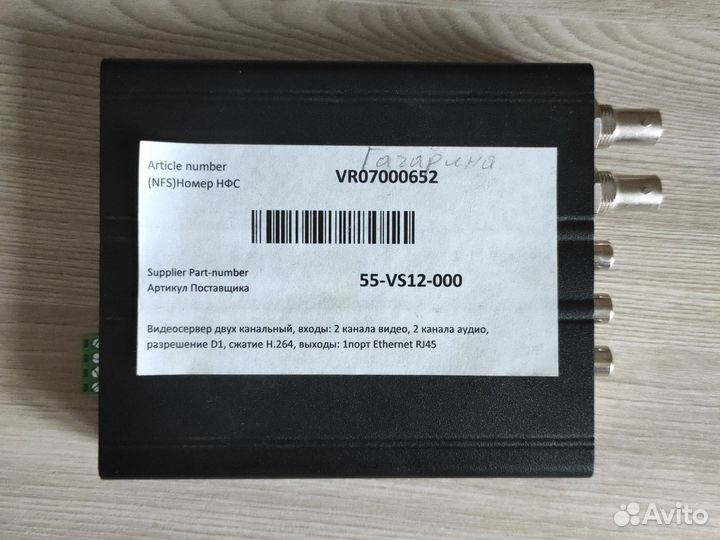 Гагарина
Article number
(NFS)Номер НФС
VR07000652
Supplier Part-number
Артикул Поставщика
55-VS12-000
Видеосервер двух канальный, входы: 2 канала видео, 2 канала аудио,
разрешение D1, сжатие H.264, выходы: 1порт Ethernet RJ45
Avito